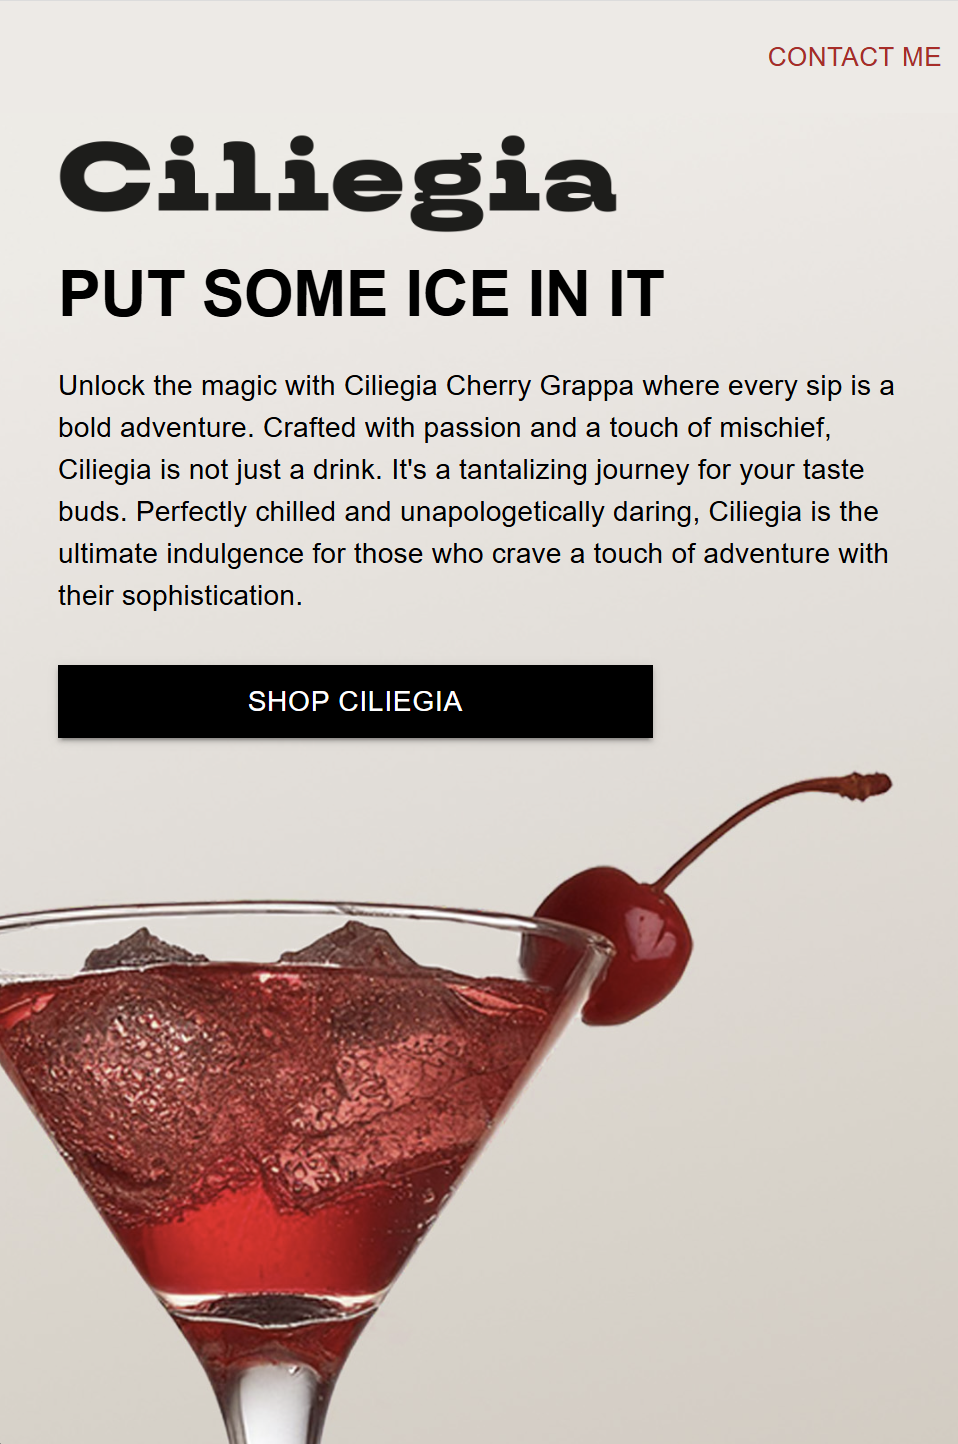 CONTACT ME
Ciliegia
PUT SOME ICE IN IT
Unlock the magic with Ciliegia Cherry Grappa where every sip is a
bold adventure. Crafted with passion and a touch of mischief,
Ciliegia is not just a drink. It's a tantalizing journey for your taste
buds. Perfectly chilled and unapologetically daring, Ciliegia is the
ultimate indulgence for those who crave a touch of adventure with
their sophistication.
SHOP CILIEGIA